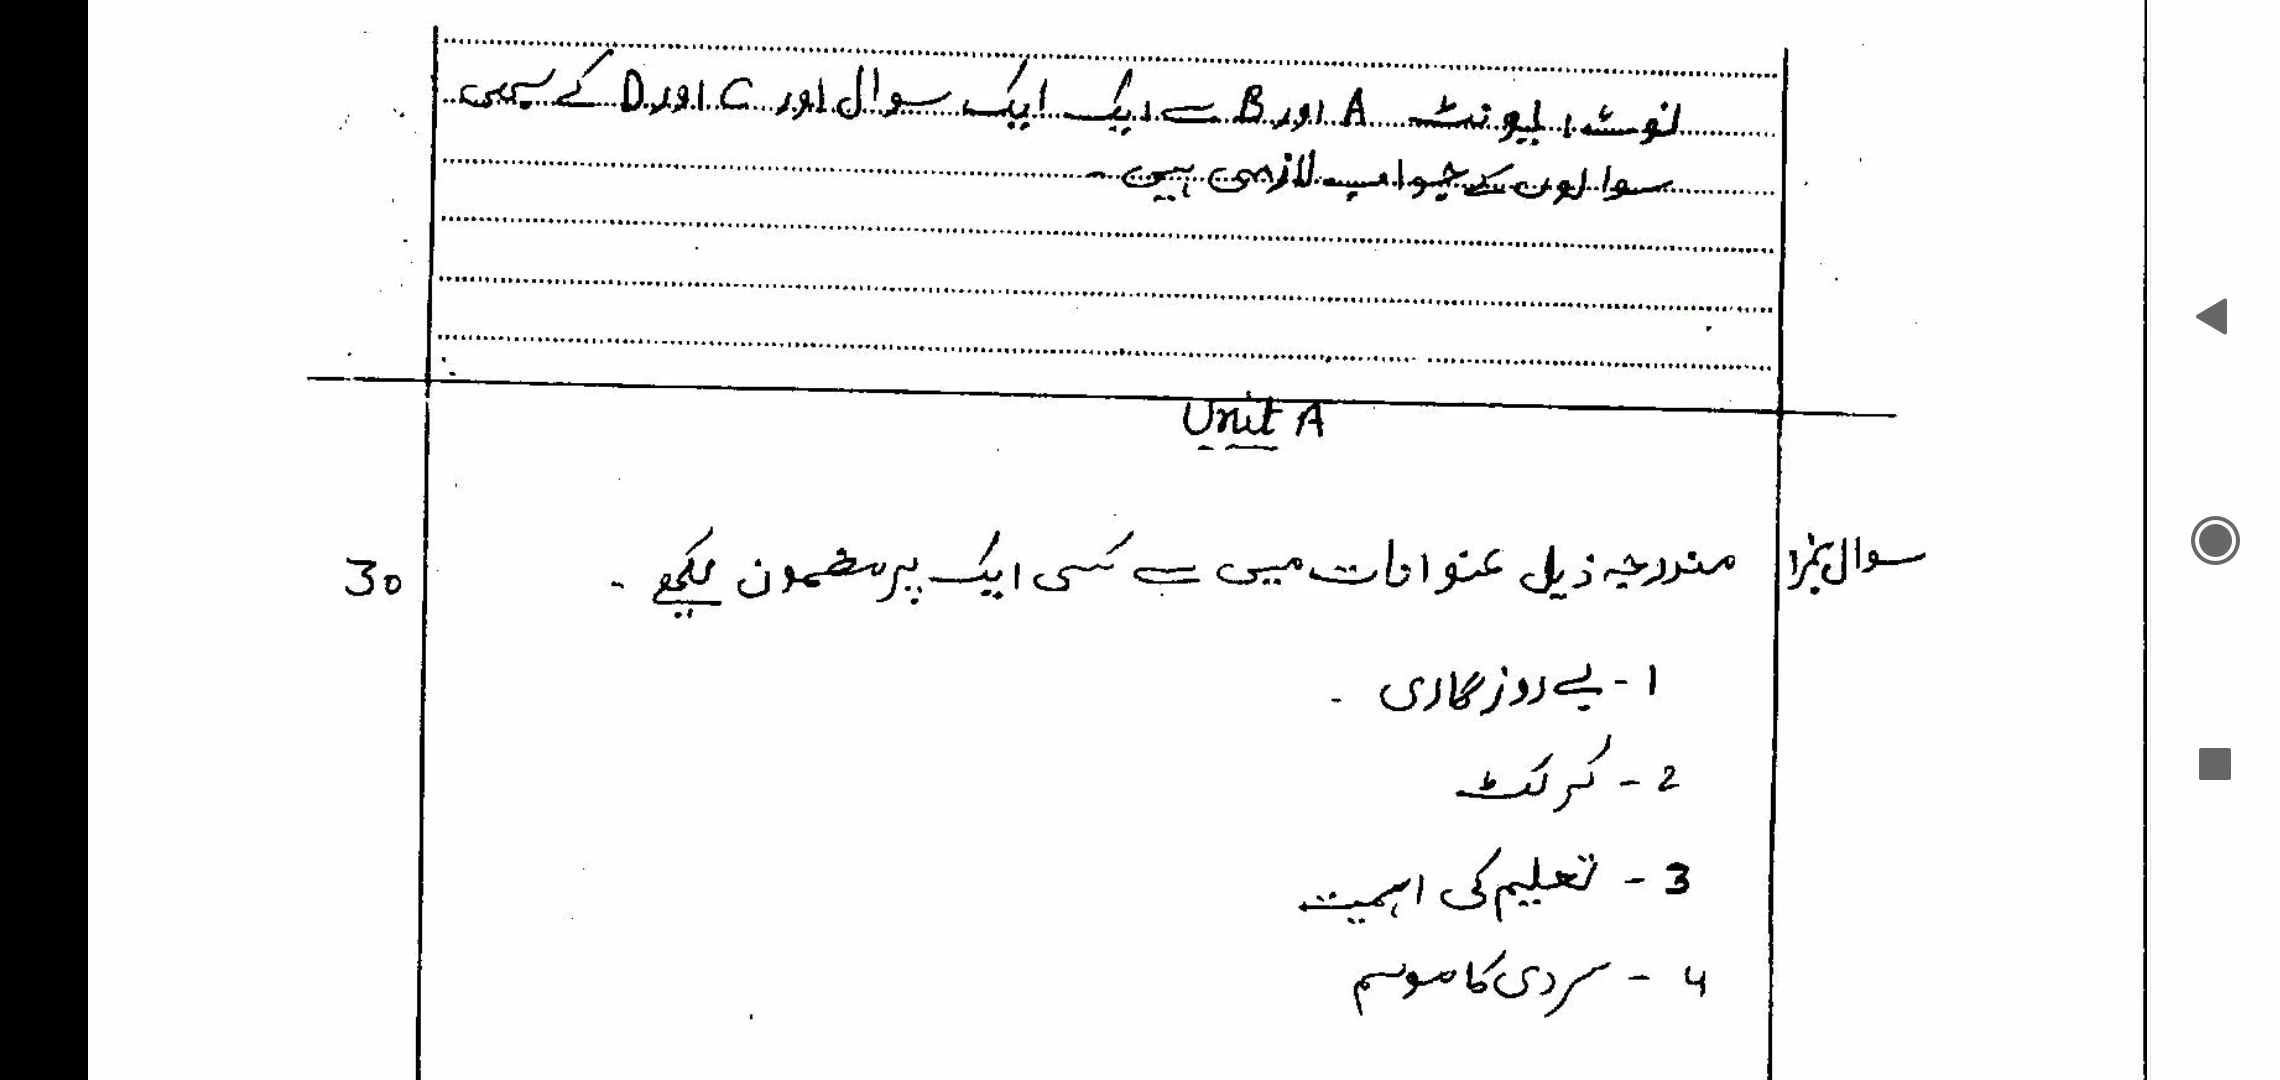 نوٹ، یونٹ A اور B سے ایک ایک سوال اور C اور D کے سبھی
سوالوں کے جواب لازمی ہیں۔
Unit A
سوال نمبر ۱ مندرجہ ذیل عنوانات میں سے کسی ایک پر مضمون لکھیے ۔ 30
۱ - بے روزگاری ۔
2 - کرکٹ
3 - تعلیم کی اہمیت
4 - سردی کا موسم